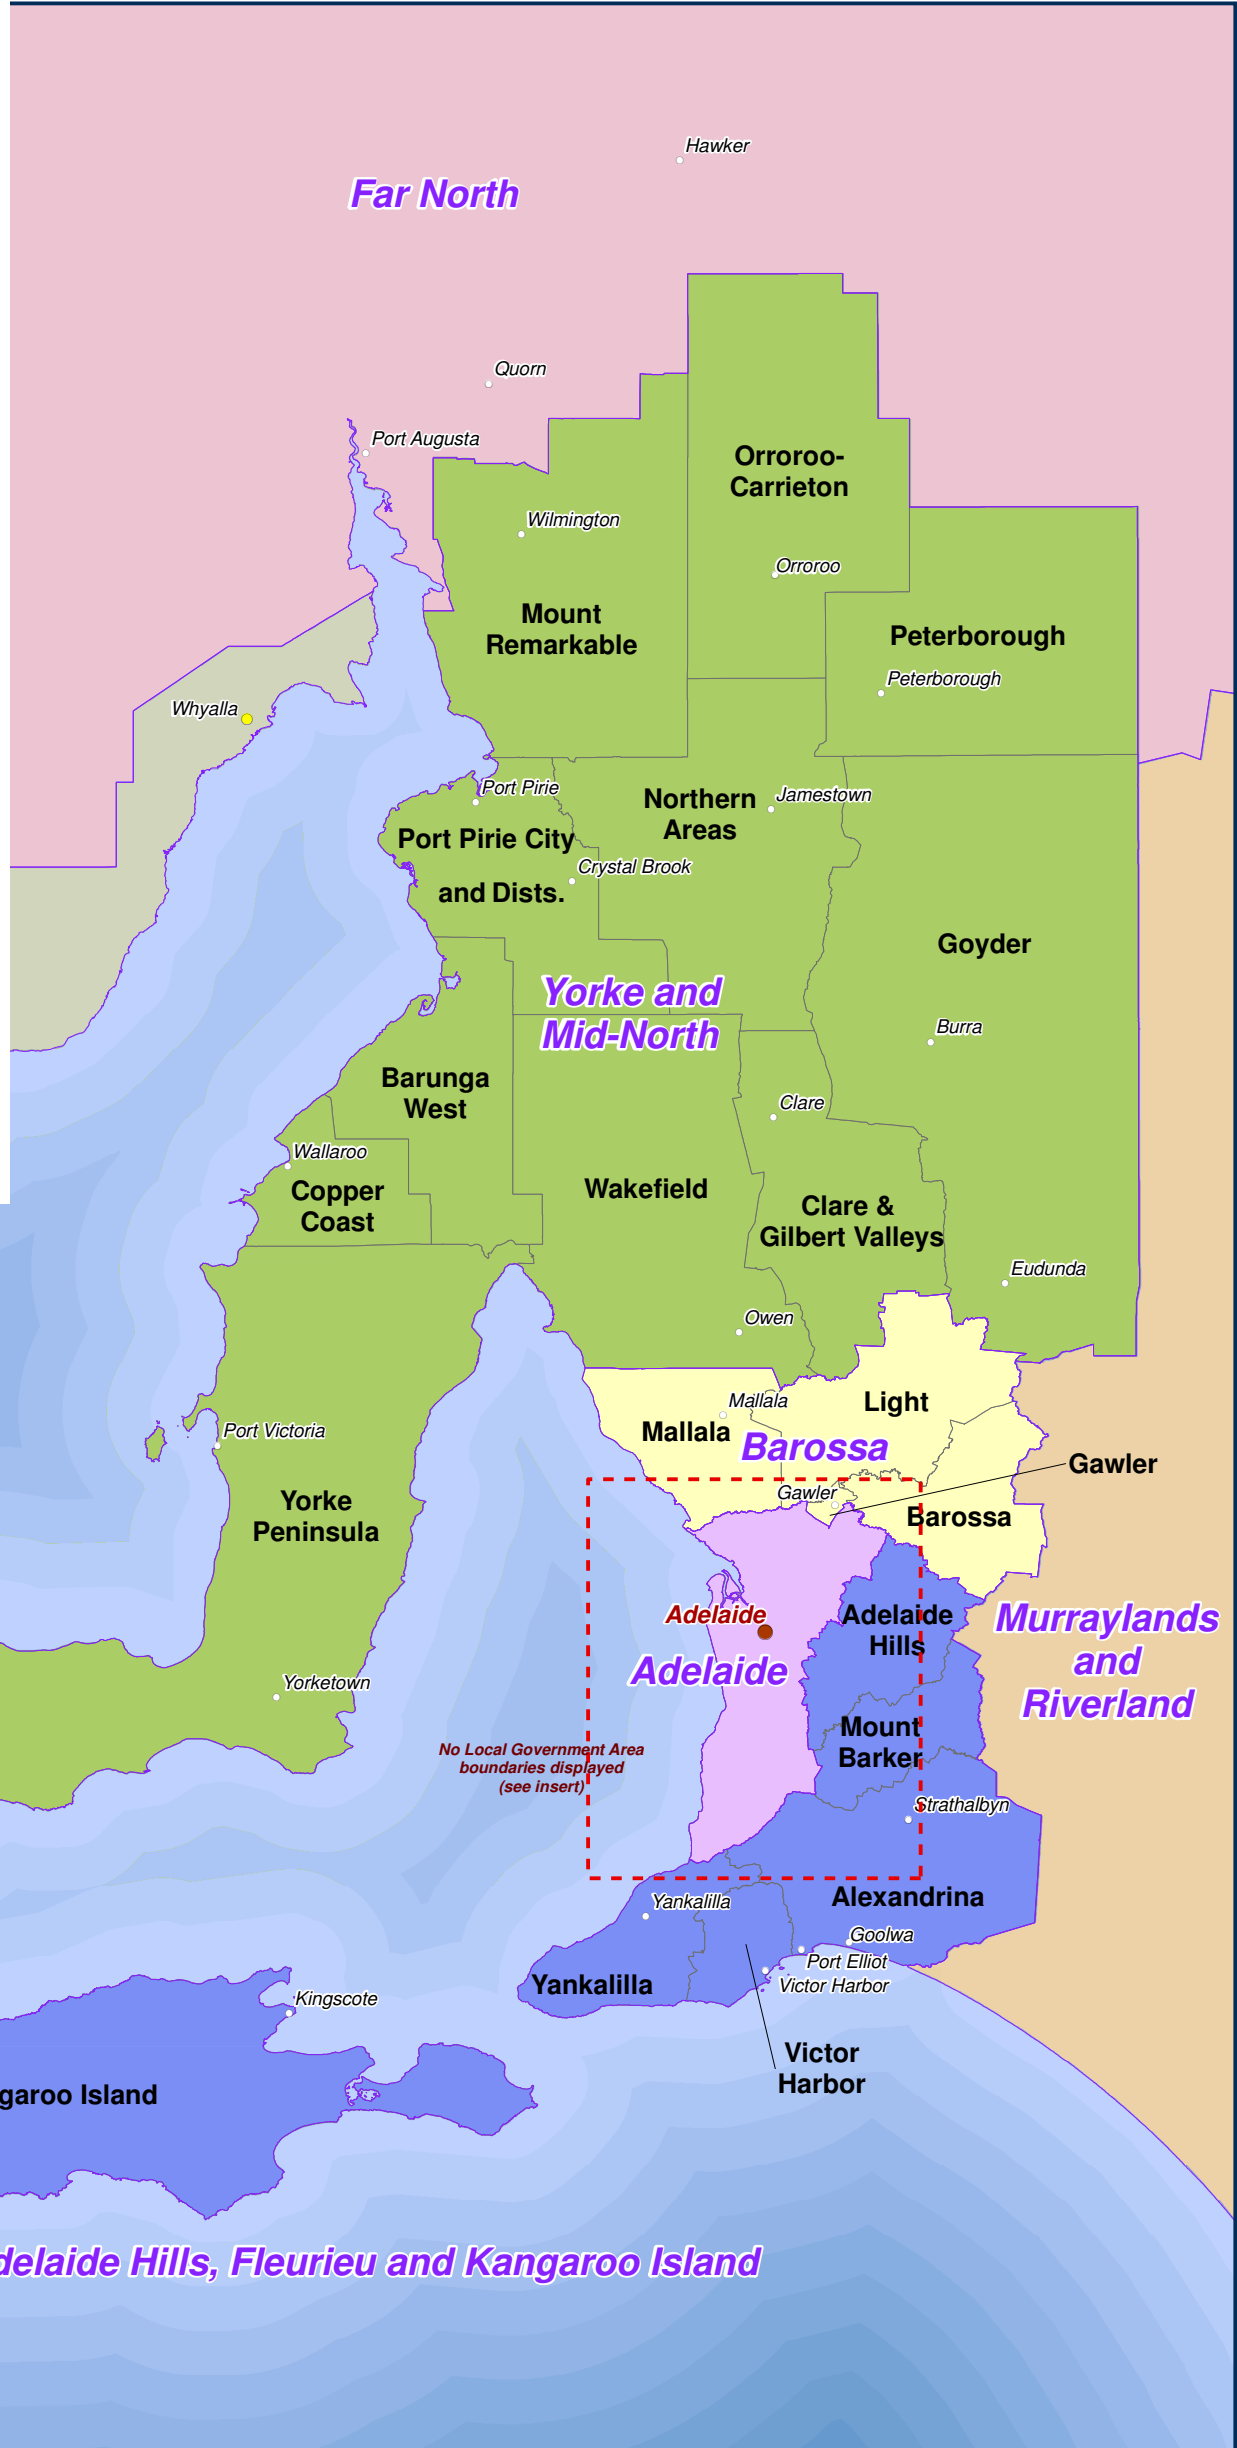 Hawker
Far North
Quorn
Port Augusta
Orroroo-
Carrieton
Wilmington
Orroroo
Mount
Remarkable
Peterborough
Peterborough
Whyalla
Port Pirie
Northern
Areas
Jamestown
Port Pirie City
and Dists.
Crystal Brook
Goyder
Yorke and
Mid-North
Burra
Barunga
West
Clare
Wallaroo
Copper
Coast
Wakefield
Clare &
Gilbert Valleys
Eudunda
Owen
Mallala
Light
Mallala
Barossa
Port Victoria
Gawler
Gawler
Yorke
Peninsula
Barossa
Adelaide
Adelaide
Hills
Murraylands
and
Riverland
Adelaide
Yorketown
Mount
Barker
No Local Government Area
boundaries displayed
(see insert)
Strathalbyn
Yankalilla
Alexandrina
Goolwa
Port Elliot
Victor Harbor
Yankalilla
Kingscote
Victor
Harbor
garoo Island
delaide Hills, Fleurieu and Kangaroo Island